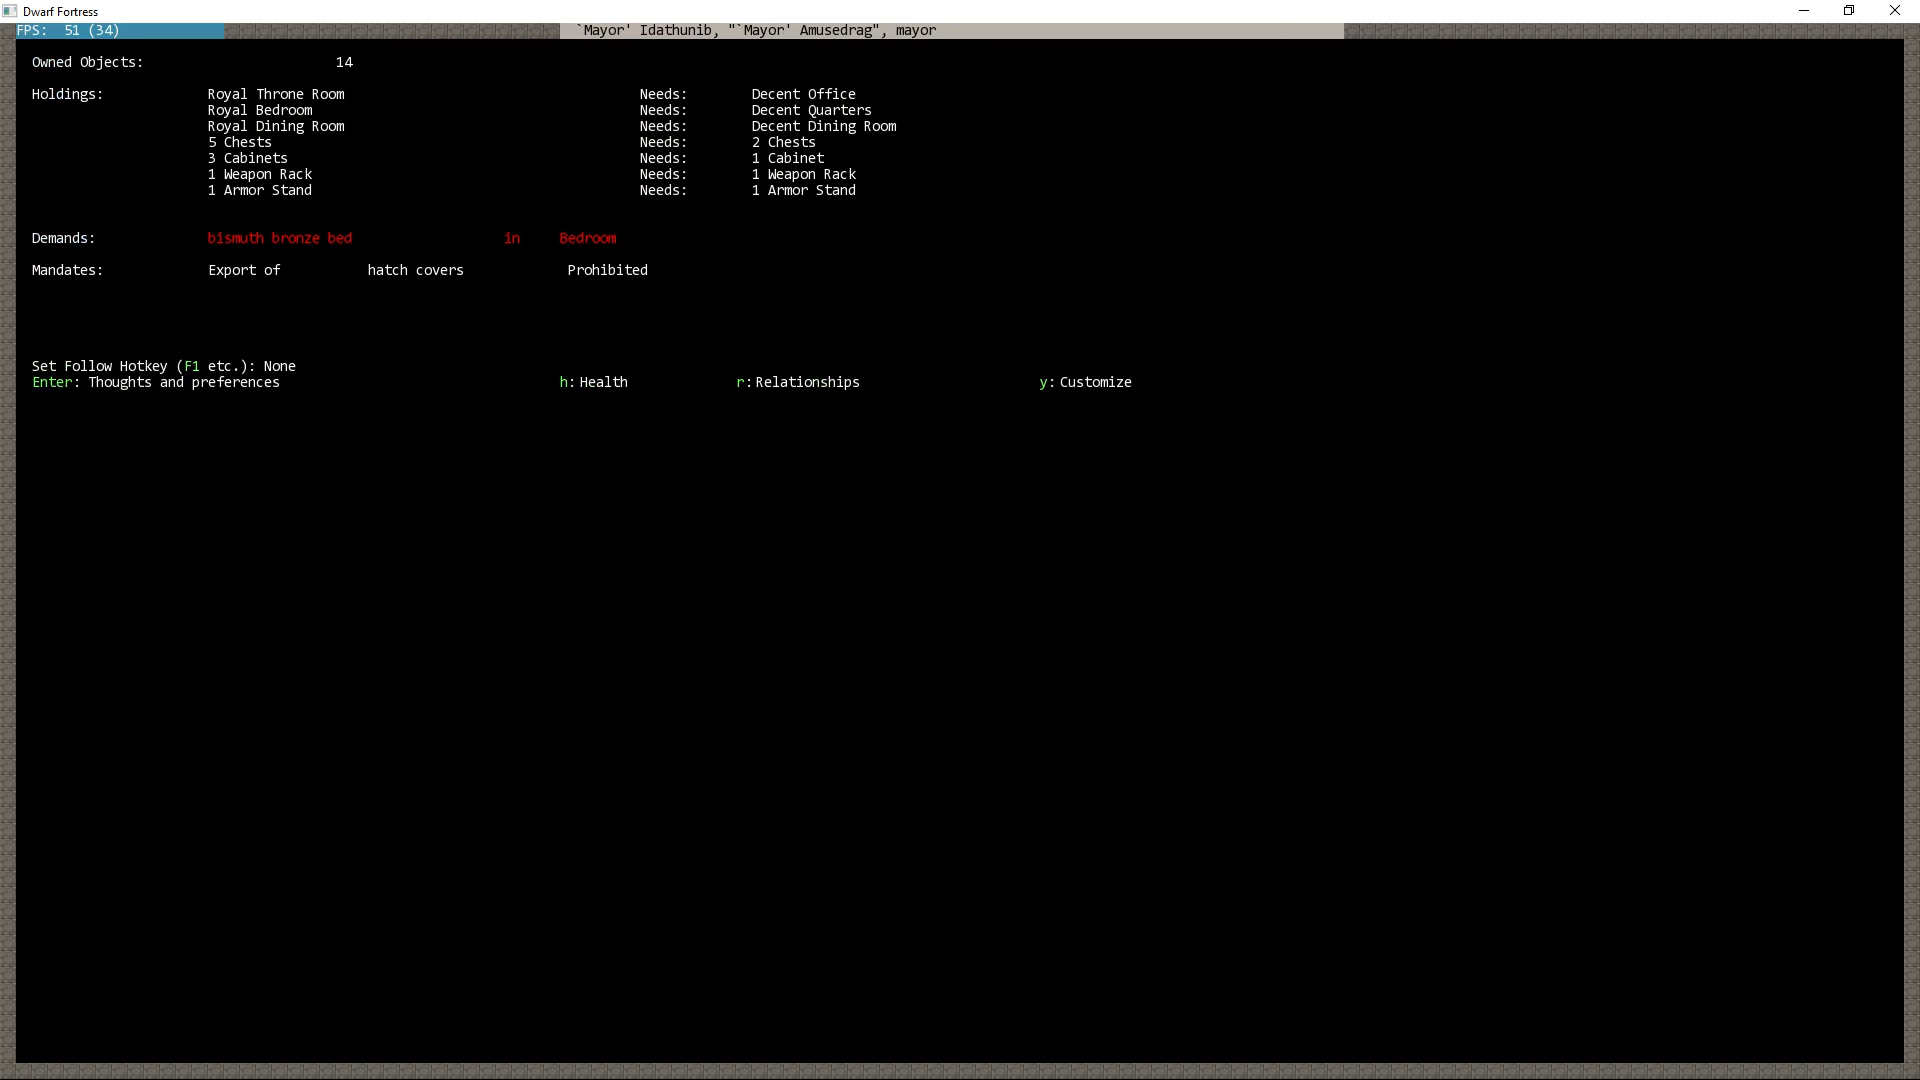 Dwarf Fortress
FPS: 51 (34) `Mayor' Idathunib, "`Mayor' Amusedrag", mayor
Owned Objects: 14
Holdings: Royal Throne Room Needs: Decent Office
Royal Bedroom Needs: Decent Quarters
Royal Dining Room Needs: Decent Dining Room
5 Chests Needs: 2 Chests
3 Cabinets Needs: 1 Cabinet
1 Weapon Rack Needs: 1 Weapon Rack
1 Armor Stand Needs: 1 Armor Stand
Demands: bismuth bronze bed in Bedroom
Mandates: Export of hatch covers Prohibited
Set Follow Hotkey (F1 etc.): None
Enter: Thoughts and preferences h: Health r: Relationships y: Customize